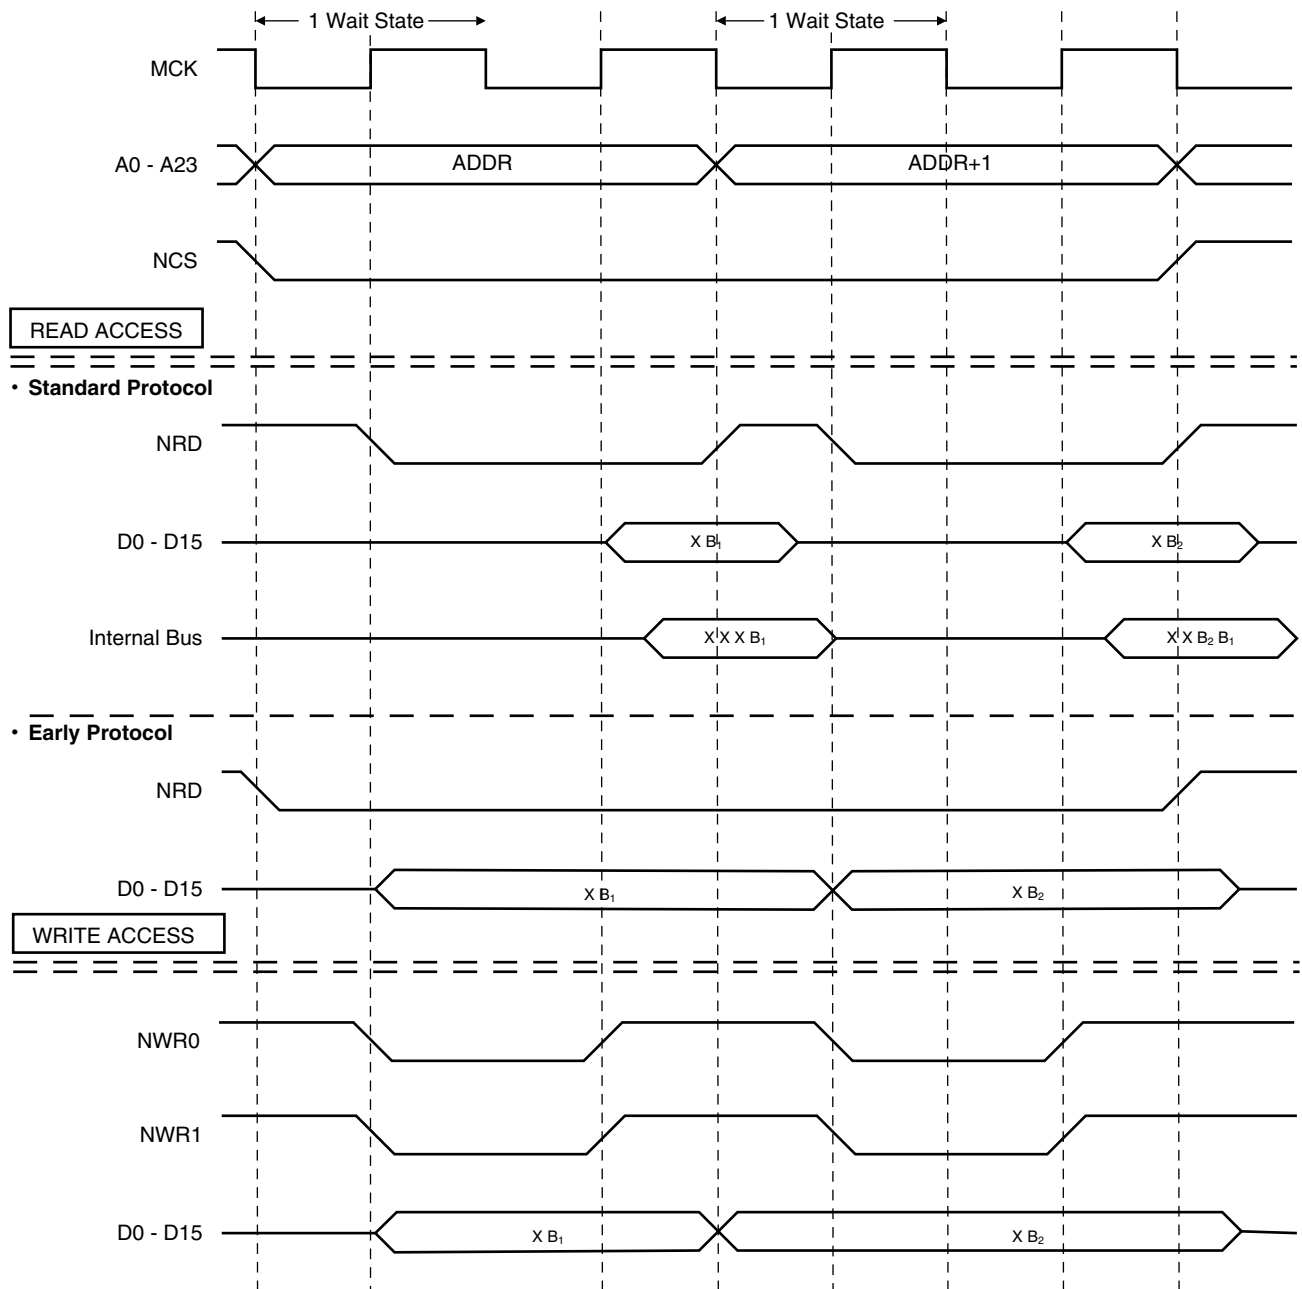 1 Wait State 1 Wait State
MCK
A0 - A23 ADDR ADDR+1
NCS
READ ACCESS
• Standard Protocol
NRD
D0 - D15 X B₁ X B₂
Internal Bus X X X B₁ X X B₂ B₁
• Early Protocol
NRD
D0 - D15 X B₁ X B₂
WRITE ACCESS
NWR0
NWR1
D0 - D15 X B₁ X B₂